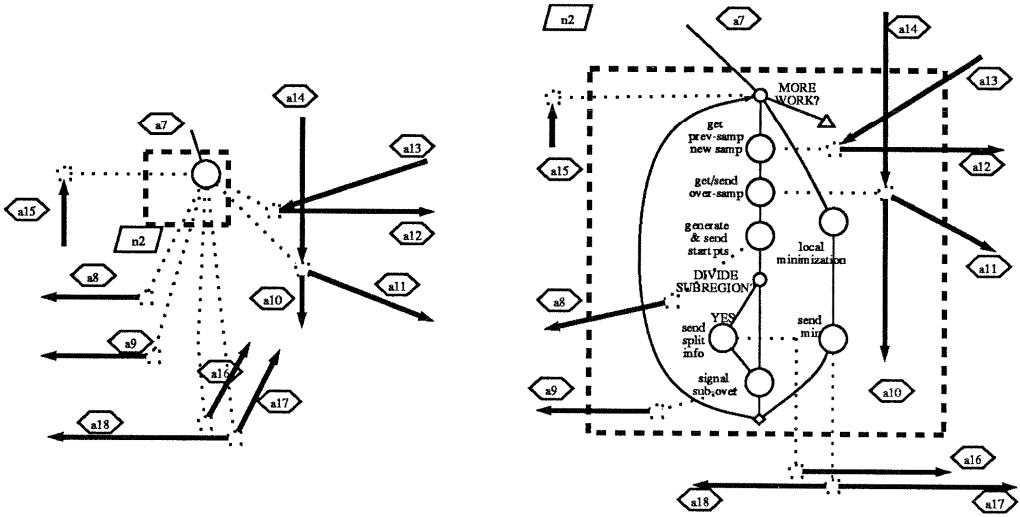 a14
a7
a13
a15
a12
n2
a8
a10
a11
a9
a16
a17
a18
n2
a7
a14
MORE
WORK?
a13
get
prev-samp
new samp
a15
a12
get/send
over-samp
generate
& send
start pts
local
minimization
a11
DIVIDE
SUBREGION?
a8
YES
send
split
info
send
min
signal
sub-over
a9
a10
a16
a18
a17